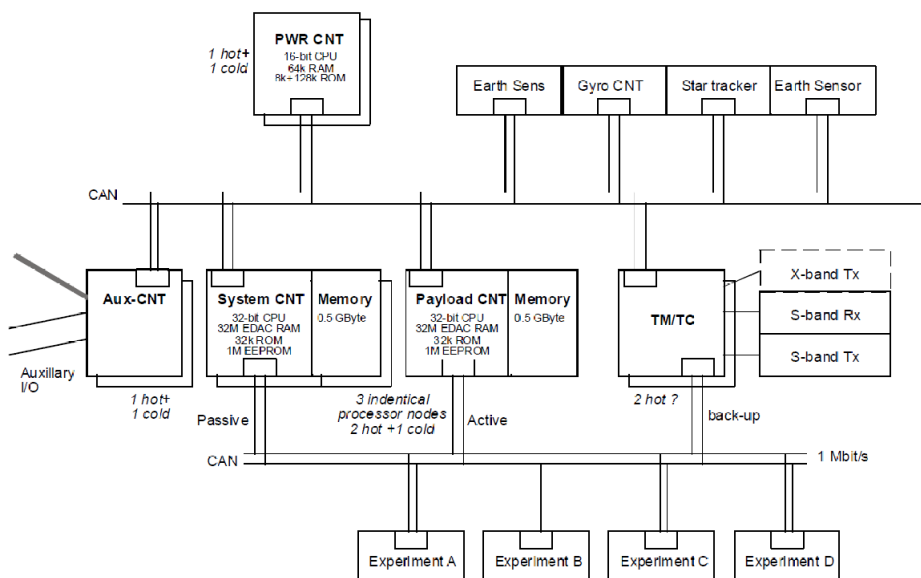 PWR CNT
16-bit CPU
64k RAM
8k+128k ROM
1 hot+
1 cold
Earth Sens
Gyro CNT
Star tracker
Earth Sensor
CAN
Aux-CNT
System CNT
32-bit CPU
32M EDAC RAM
32k ROM
1M EEPROM
Memory
0.5 GByte
Payload CNT
32-bit CPU
32M EDAC RAM
32k ROM
1M EEPROM
Memory
0.5 GByte
TM/TC
X-band Tx
S-band Rx
S-band Tx
Auxillary
I/O
1 hot+
1 cold
Passive
3 indentical
processor nodes
2 hot +1 cold
Active
2 hot ?
back-up
CAN
1 Mbit/s
Experiment A
Experiment B
Experiment C
Experiment D